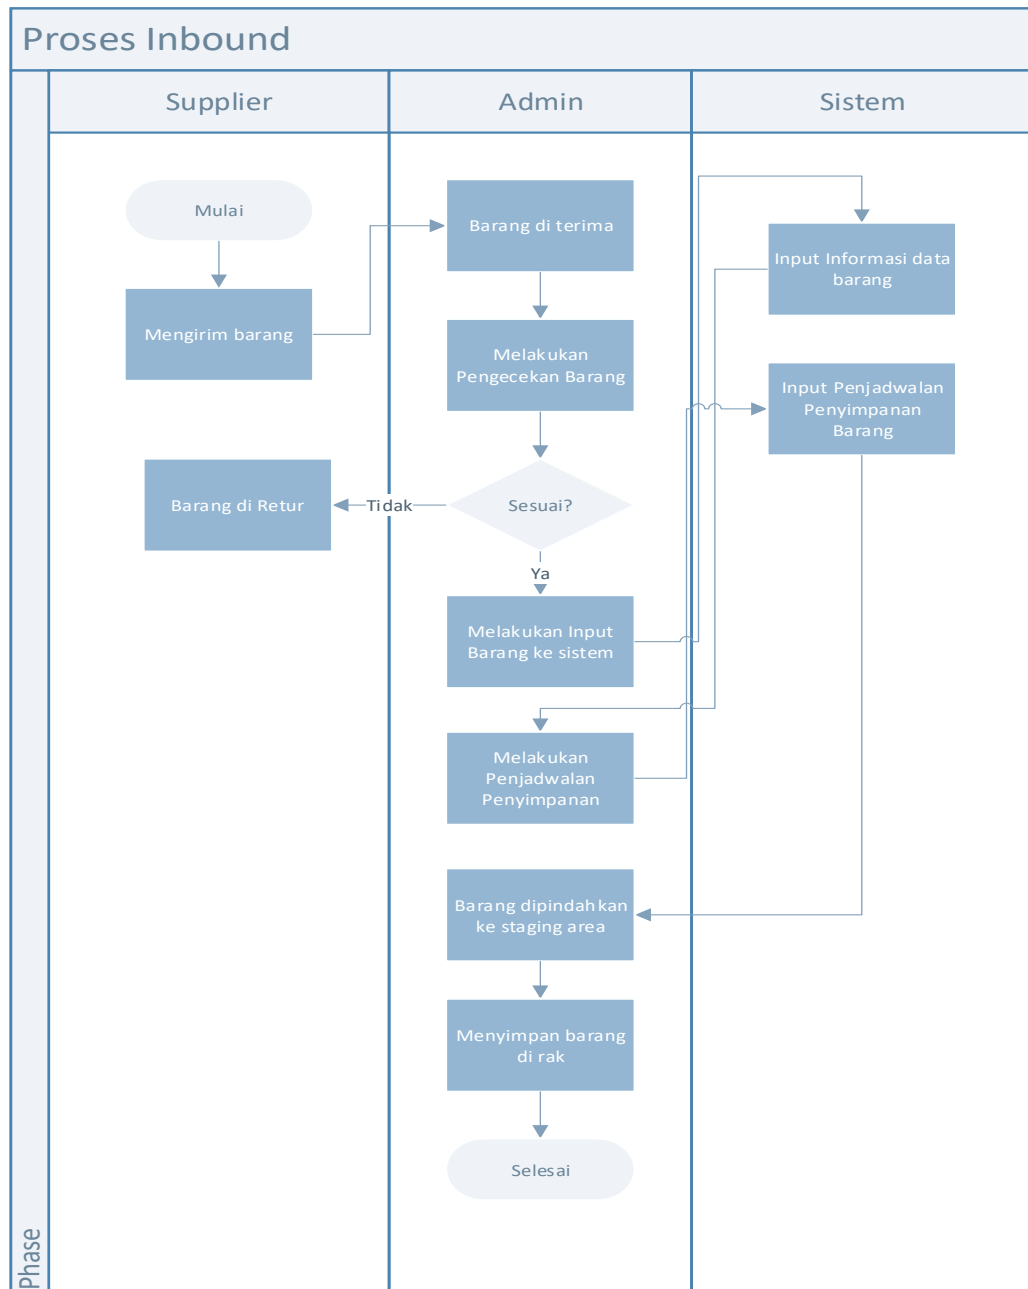 Proses Inbound
Supplier
Admin
Sistem
Mulai
Mengirim barang
Barang di Retur
Barang di terima
Melakukan
Pengecekan Barang
Sesuai?
Tidak
Ya
Melakukan Input
Barang ke sistem
Melakukan
Penjadwalan
Penyimpanan
Barang dipindahkan
ke staging area
Menyimpan barang
di rak
Selesai
Input Informasi data
barang
Input Penjadwalan
Penyimpanan
Barang
Phase